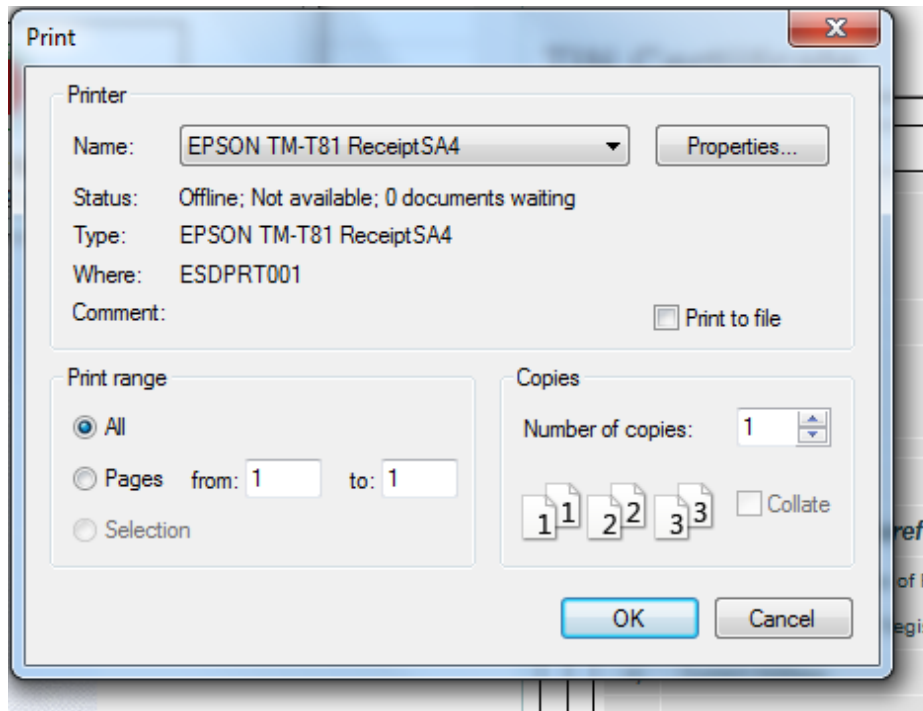 Print
Printer
Name: EPSON TM-T81 ReceiptSA4 Properties...
Status: Offline; Not available; 0 documents waiting
Type: EPSON TM-T81 ReceiptSA4
Where: ESDPRT001
Comment: Print to file
Print range
All
Pages from: 1 to: 1
Selection
Copies
Number of copies: 1
1 1 2 2 3 3 Collate
OK Cancel
of